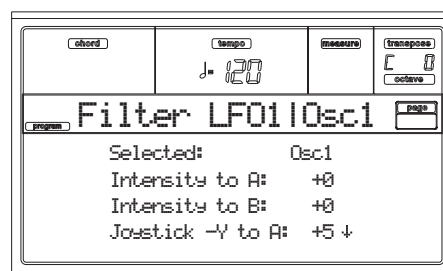 chord tempo measure transpose
♩= 120 C 0
octave
Filter LFO1|Osc1 page
program
Selected: Osc1
Intensity to A: +0
Intensity to B: +0
Joystick -Y to A: +5 ↓